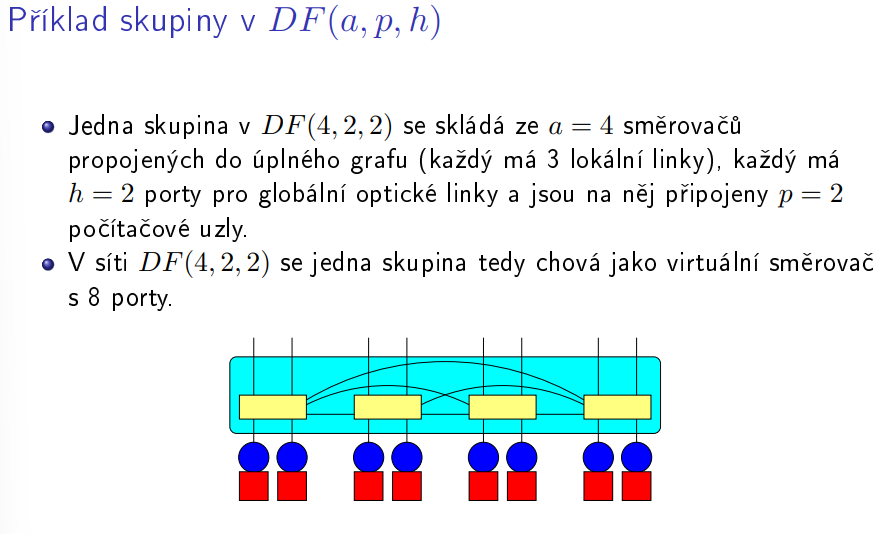 Příklad skupiny v DF(a, p, h)
Jedna skupina v DF(4, 2, 2) se skládá ze a = 4 směrovačů
propojených do úplného grafu (každý má 3 lokální linky), každý má
h = 2 porty pro globální optické linky a jsou na něj připojeny p = 2
počítačové uzly.
V síti DF(4, 2, 2) se jedna skupina tedy chová jako virtuální směrovač
s 8 porty.